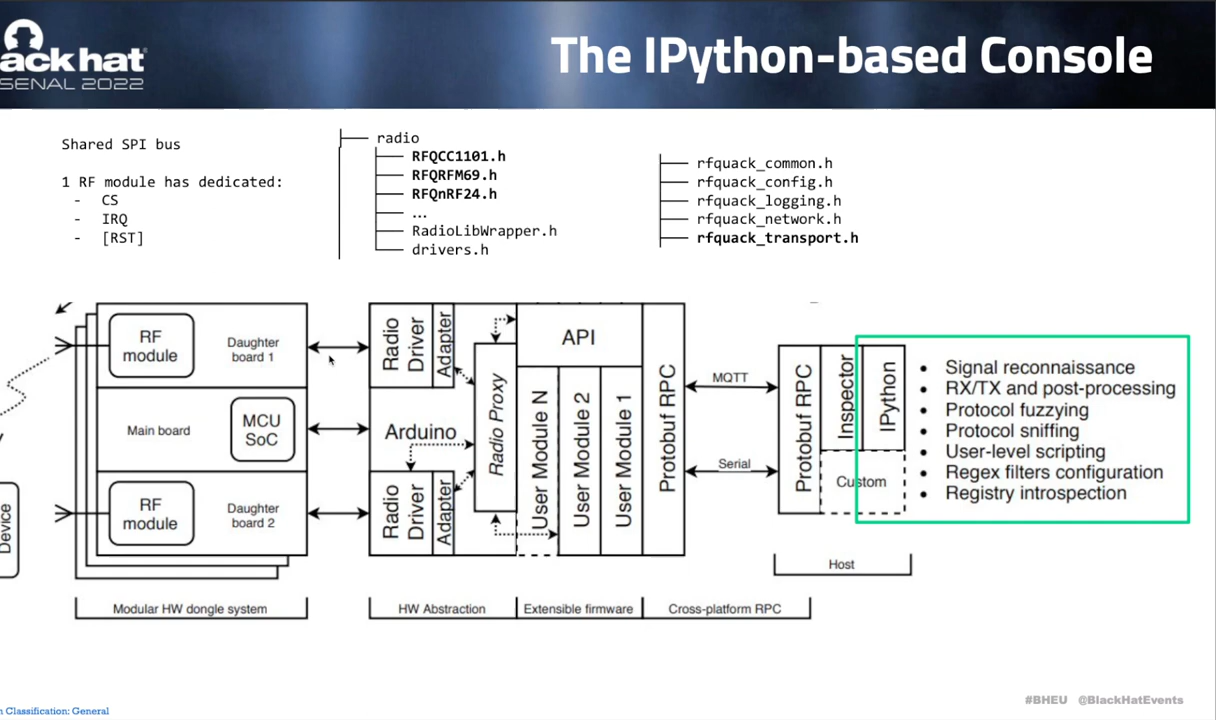 ack hat
SENAL 2022
The IPython-based Console
Shared SPI bus
1 RF module has dedicated:
- CS
- IRQ
- [RST]
radio
RFQCC1101.h
RFQRFM69.h
RFQnRF24.h
...
RadioLibWrapper.h
drivers.h
rfquack_common.h
rfquack_config.h
rfquack_logging.h
rfquack_network.h
rfquack_transport.h
Device
RF
module
Daughter
board 1
Main board
MCU
SoC
RF
module
Daughter
board 2
Modular HW dongle system
Radio
Driver
Adapter
Arduino
Radio
Driver
Adapter
HW Abstraction
Radio Proxy
API
User Module N
User Module 2
User Module 1
Extensible firmware
Protobuf RPC
MQTT
Serial
Cross-platform RPC
Protobuf RPC
Inspector
IPython
Custom
Host
• Signal reconnaissance
• RX/TX and post-processing
• Protocol fuzzying
• Protocol sniffing
• User-level scripting
• Regex filters configuration
• Registry introspection
#BHEU @BlackHatEvents
n Classification: General